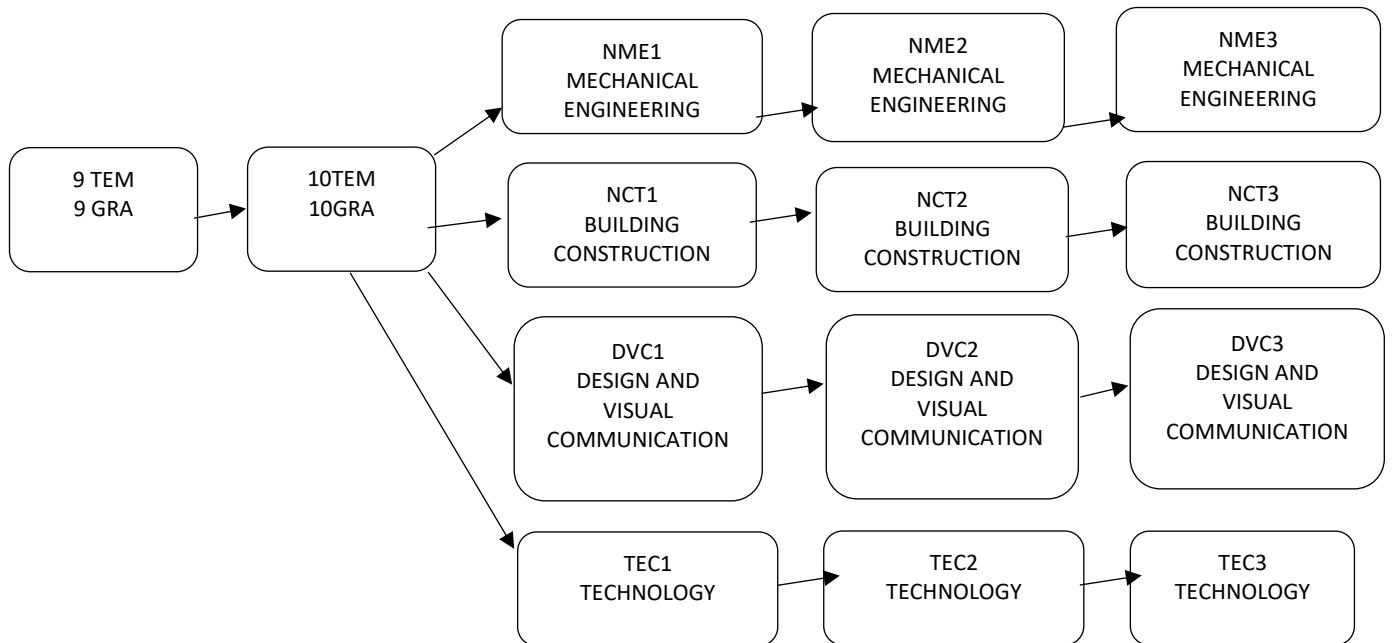 9 TEM
9 GRA
10TEM
10GRA
NME1
MECHANICAL
ENGINEERING
NME2
MECHANICAL
ENGINEERING
NME3
MECHANICAL
ENGINEERING
NCT1
BUILDING
CONSTRUCTION
NCT2
BUILDING
CONSTRUCTION
NCT3
BUILDING
CONSTRUCTION
DVC1
DESIGN AND
VISUAL
COMMUNICATION
DVC2
DESIGN AND
VISUAL
COMMUNICATION
DVC3
DESIGN AND
VISUAL
COMMUNICATION
TEC1
TECHNOLOGY
TEC2
TECHNOLOGY
TEC3
TECHNOLOGY